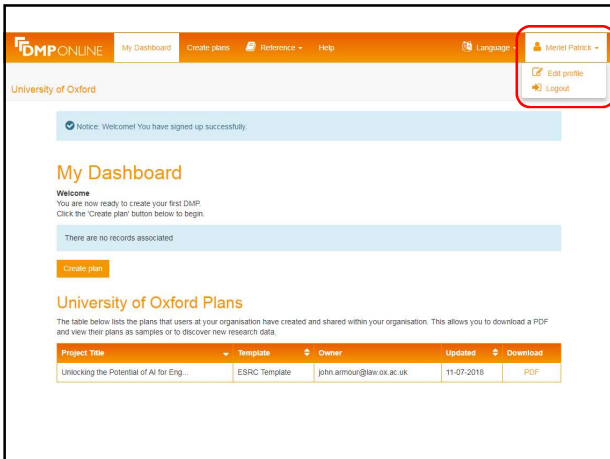 DMPONLINE My Dashboard Create plans Reference Help Language Meriel Patrick
Edit profile
Logout
University of Oxford
Notice: Welcome! You have signed up successfully.
My Dashboard
Welcome
You are now ready to create your first DMP.
Click the 'Create plan' button below to begin.
There are no records associated
Create plan
University of Oxford Plans
The table below lists the plans that users at your organisation have created and shared within your organisation. This allows you to download a PDF
and view their plans as samples or to discover new research data.
Project Title Template Owner Updated Download
Unlocking the Potential of AI for Eng... ESRC Template john.armour@law.ox.ac.uk 11-07-2018 PDF